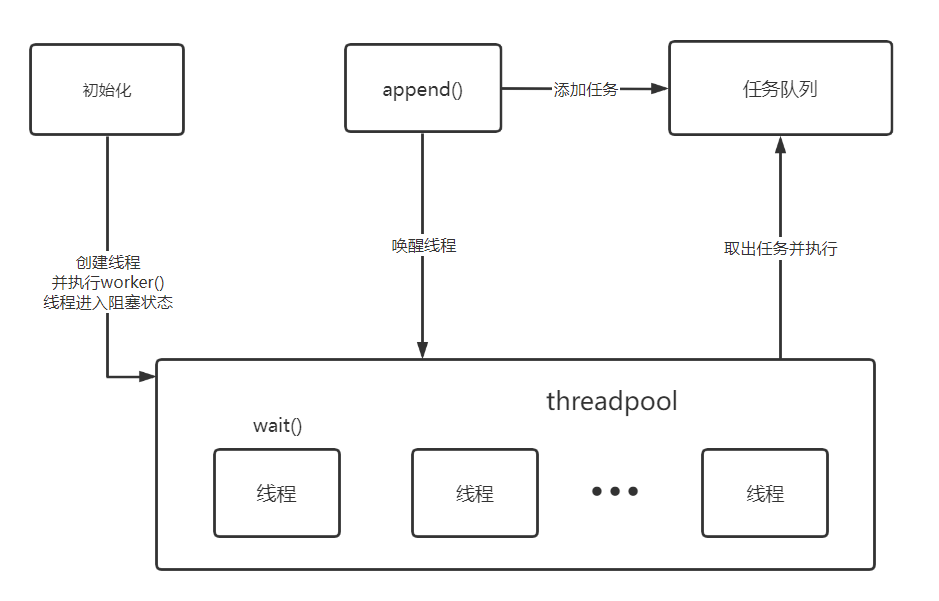 初始化
append()
添加任务
任务队列
创建线程
并执行worker()
线程进入阻塞状态
唤醒线程
取出任务并执行
threadpool
wait()
线程
线程
线程